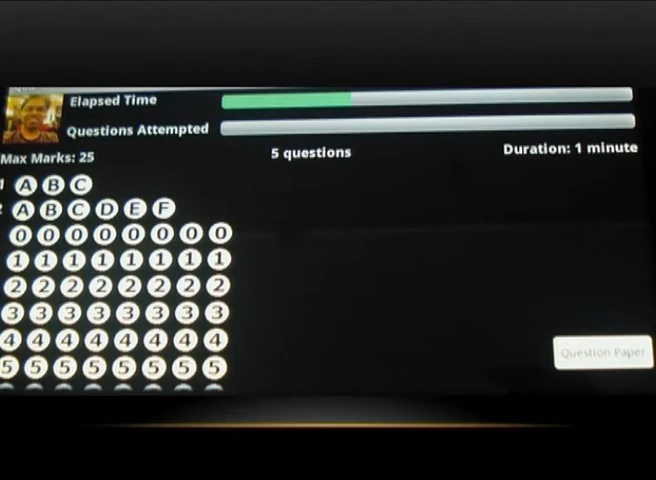 Elapsed Time
Questions Attempted
Max Marks: 25 5 questions Duration: 1 minute
1 A B C
2 A B C D E F
0 0 0 0 0 0 0 0
1 1 1 1 1 1 1 1
2 2 2 2 2 2 2 2
3 3 3 3 3 3 3 3
4 4 4 4 4 4 4 4
5 5 5 5 5 5 5 5
Question Paper